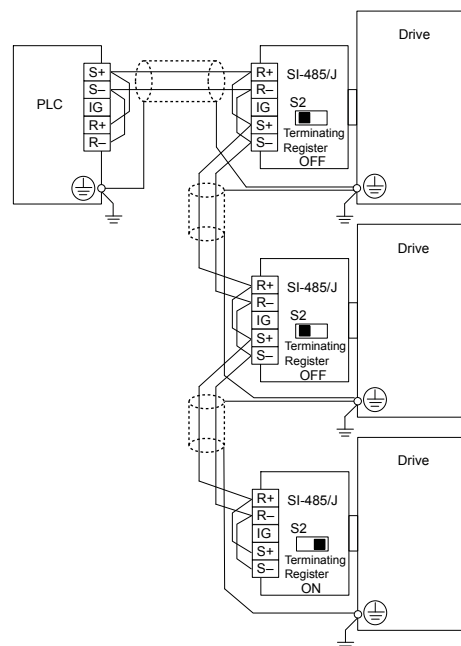 PLC
S+
S–
IG
R+
R–
R+
R–
IG
S+
S–
SI-485/J
S2
Terminating
Register
OFF
Drive
R+
R–
IG
S+
S–
SI-485/J
S2
Terminating
Register
OFF
Drive
R+
R–
IG
S+
S–
SI-485/J
S2
Terminating
Register
ON
Drive